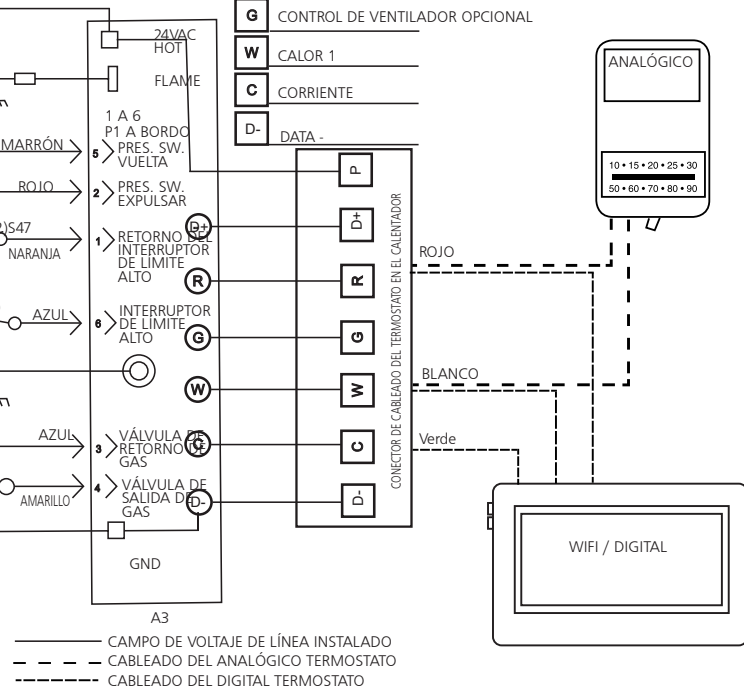 G CONTROL DE VENTILADOR OPCIONAL
W CALOR 1
C CORRIENTE
D- DATA -
24VAC
HOT
FLAME
1 A 6
P1 A BORDO
MARRÓN
5 PRES. SW.
VUELTA
ROJO
2 PRES. SW.
EXPULSAR
)S47
NARANJA
1 RETORNO DEL
INTERRUPTOR
DE LÍMITE
ALTO
AZUL
6 INTERRUPTOR
DE LÍMITE
ALTO
AZUL
3 VÁLVULA DE
RETORNO DE
GAS
AMARILLO
4 VÁLVULA DE
SALIDA DE
GAS
GND
A3
D+
R
G
W
C
D-
P
D+
R
G
W
C
D-
CONECTOR DE CABLEADO DEL TERMOSTATO EN EL CALENTADOR
ROJO
BLANCO
Verde
ANALÓGICO
10 • 15 • 20 • 25 • 30
50 • 60 • 70 • 80 • 90
WIFI / DIGITAL
CAMPO DE VOLTAJE DE LÍNEA INSTALADO
CABLEADO DEL ANALÓGICO TERMOSTATO
CABLEADO DEL DIGITAL TERMOSTATO